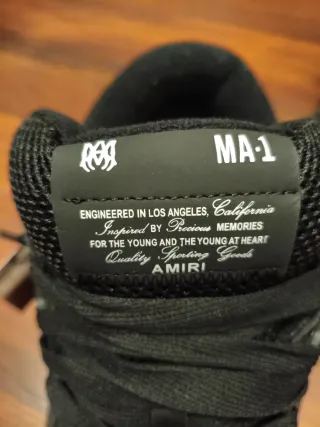 MA-1
ENGINEERED IN LOS ANGELES, California
Inspired By Precious MEMORIES
FOR THE YOUNG AND THE YOUNG AT HEART
Quality Sporting Goods
AMIRI